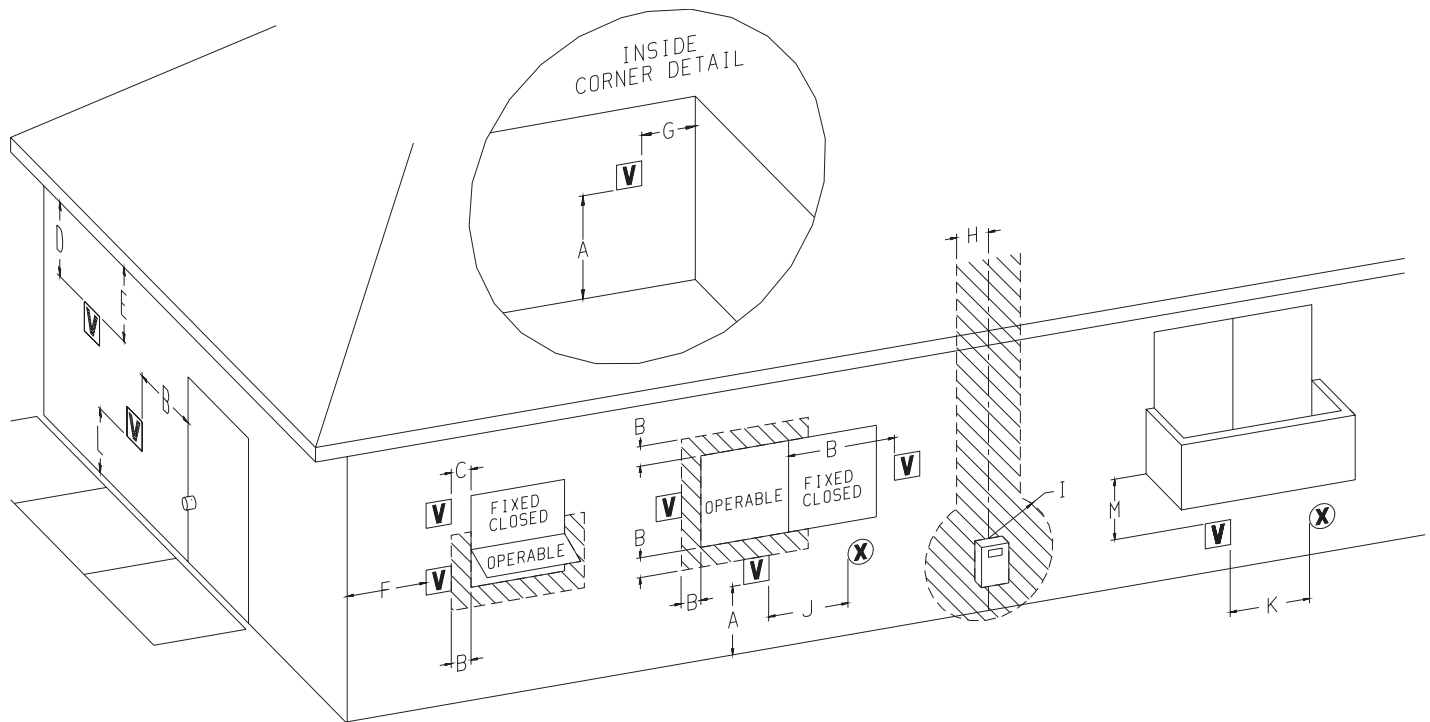 INSIDE
CORNER DETAIL
G
V
A
H
D
E
V
B
V
L
C
V
FIXED
CLOSED
OPERABLE
V
F
B
B
B
V
OPERABLE
FIXED
CLOSED
V
B
V
X
B
J
A
I
M
V
X
K